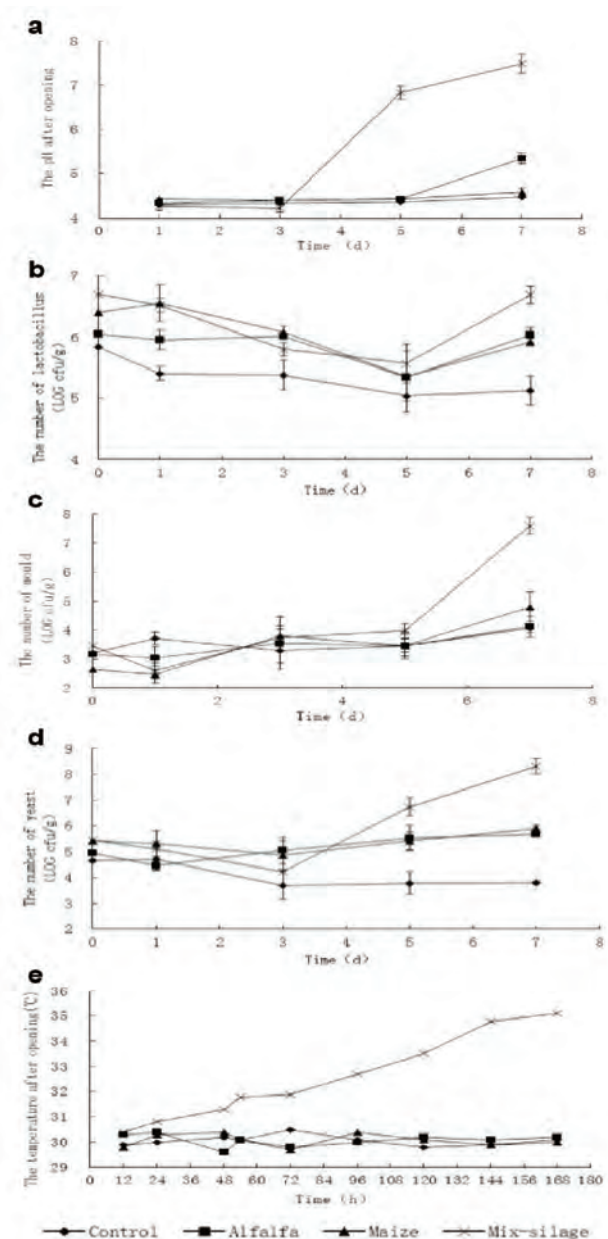 a
8
7
6
5
4
0 1 2 3 4 5 6 7 8
The pH after opening
Time (d)
b
7
6
5
4
0 2 4 6 8
The number of lactobacillus
(LOG cfu/g)
Time (d)
c
8
7
6
5
4
3
2
0 2 4 6 8
The number of mould
(LOG cfu/g)
Time (d)
d
9
8
7
6
5
4
3
2
0 1 2 3 4 5 6 7 8
The number of yeast
(LOG cfu/g)
Time (d)
e
36
35
34
33
32
31
30
29
0 12 24 36 48 60 72 84 96 108 120 132 144 156 168 180
The temperature after opening(℃)
Time (h)
Control Alfalfa Maize Mix-silage